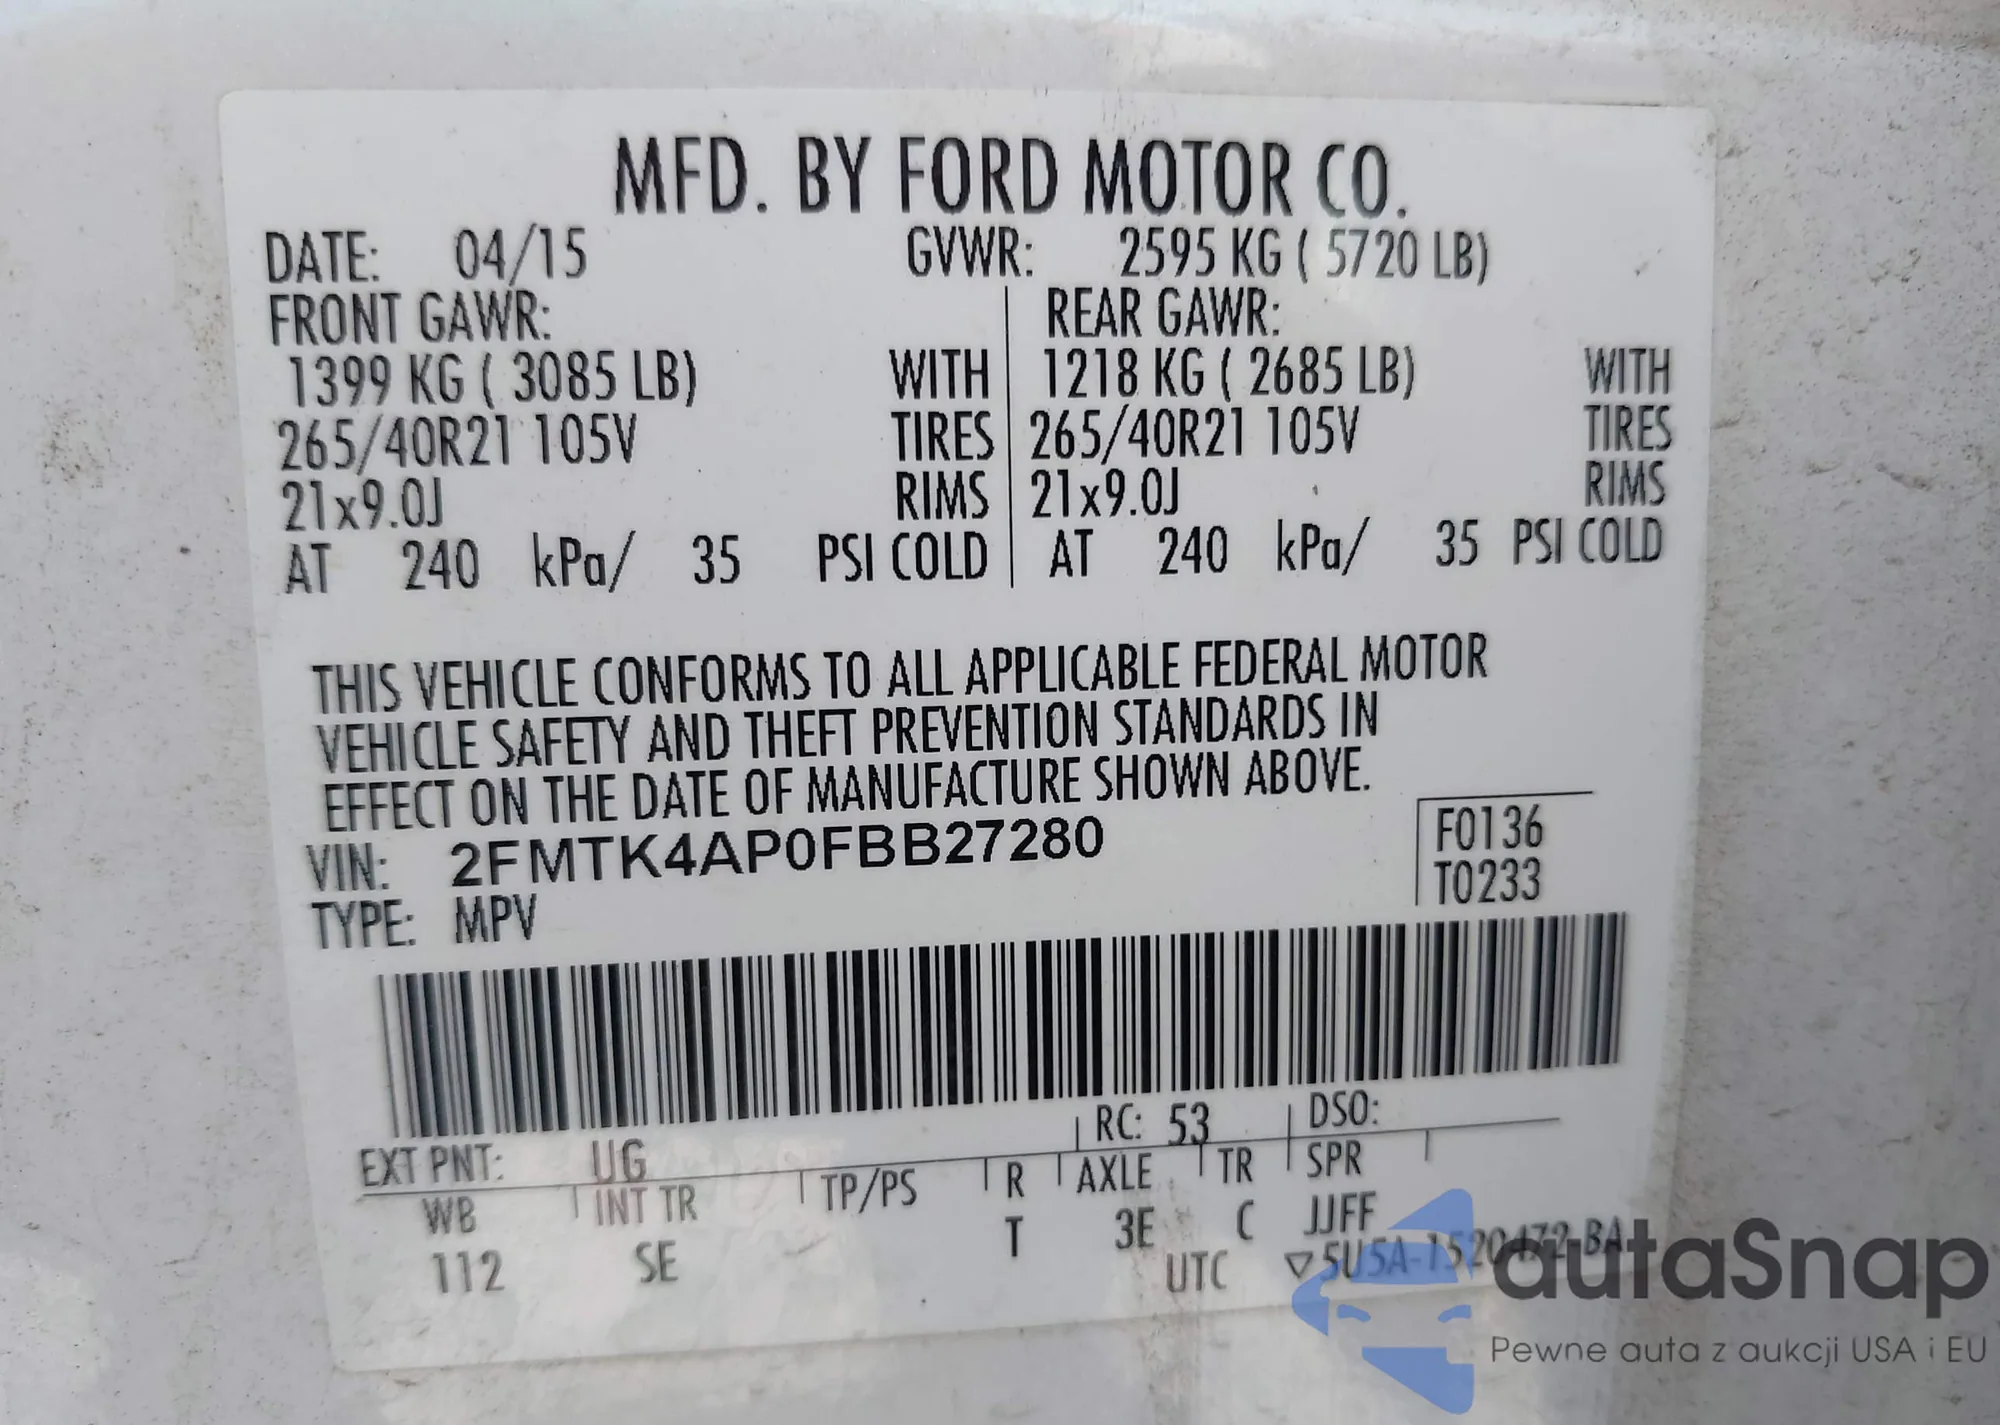 MFD. BY FORD MOTOR CO.
DATE: 04/15 GVWR: 2595 KG ( 5720 LB)
FRONT GAWR: REAR GAWR:
1399 KG ( 3085 LB) WITH 1218 KG ( 2685 LB) WITH
265/40R21 105V TIRES 265/40R21 105V TIRES
21x9.0J RIMS 21x9.0J RIMS
AT 240 kPa/ 35 PSI COLD AT 240 kPa/ 35 PSI COLD
THIS VEHICLE CONFORMS TO ALL APPLICABLE FEDERAL MOTOR
VEHICLE SAFETY AND THEFT PREVENTION STANDARDS IN
EFFECT ON THE DATE OF MANUFACTURE SHOWN ABOVE.
VIN: 2FMTK4AP0FBB27280 F0136
TYPE: MPV T0233
EXT PNT: UG RC: 53 DSO:
WB INT TR TP/PS R AXLE TR SPR
112 SE T 3E C JJFF
UTC ▽5U5A-1520472-BA
autaSnap
Pewne auta z aukcji USA i EU